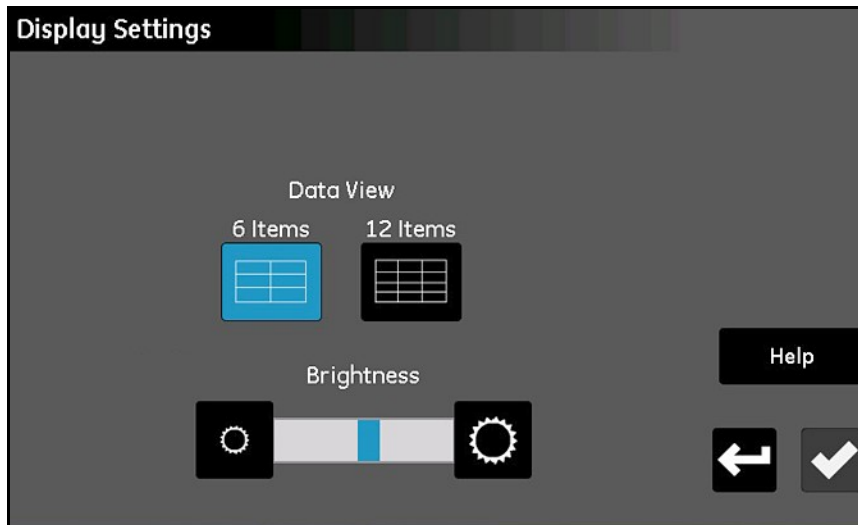 Display Settings
Data View
6 Items
12 Items
Brightness
Help